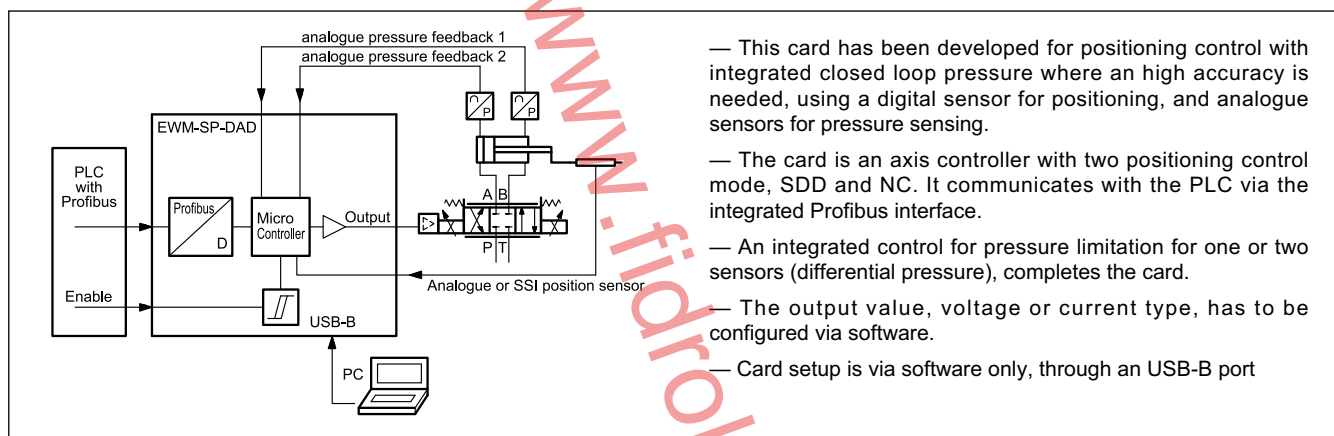 analogue pressure feedback 1
analogue pressure feedback 2
P
P
EWM-SP-DAD
PLC
with
Profibus
Profibus
D
Micro
Controller
Output
A B
P T
Enable
Analogue or SSI position sensor
USB-B
PC
— This card has been developed for positioning control with
integrated closed loop pressure where an high accuracy is
needed, using a digital sensor for positioning, and analogue
sensors for pressure sensing.
— The card is an axis controller with two positioning control
mode, SDD and NC. It communicates with the PLC via the
integrated Profibus interface.
— An integrated control for pressure limitation for one or two
sensors (differential pressure), completes the card.
— The output value, voltage or current type, has to be
configured via software.
— Card setup is via software only, through an USB-B port